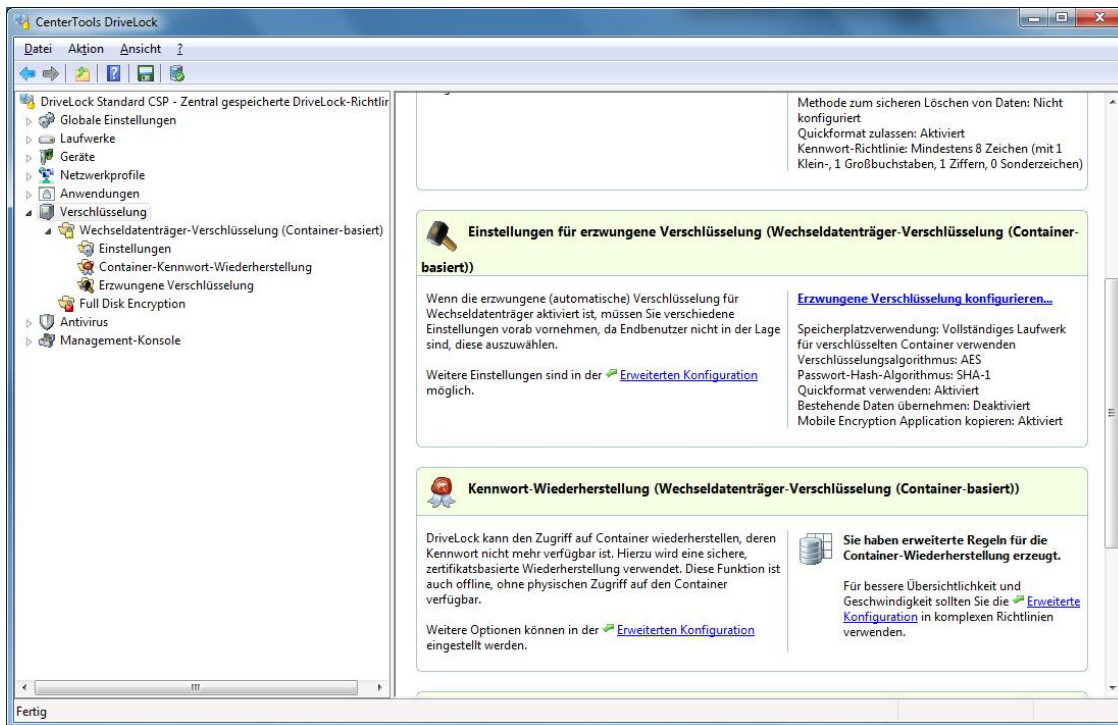 CenterTools DriveLock
Datei Aktion Ansicht ?
DriveLock Standard CSP - Zentral gespeicherte DriveLock-Richtlir
Globale Einstellungen
Laufwerke
Geräte
Netzwerkprofile
Anwendungen
Verschlüsselung
Wechseldatenträger-Verschlüsselung (Container-basiert)
Einstellungen
Container-Kennwort-Wiederherstellung
Erzwungene Verschlüsselung
Full Disk Encryption
Antivirus
Management-Konsole
Methode zum sicheren Löschen von Daten: Nicht
konfiguriert
Quickformat zulassen: Aktiviert
Kennwort-Richtlinie: Mindestens 8 Zeichen (mit 1
Klein-, 1 Großbuchstaben, 1 Ziffern, 0 Sonderzeichen)
Einstellungen für erzwungene Verschlüsselung (Wechseldatenträger-Verschlüsselung (Container-
basiert))
Wenn die erzwungene (automatische) Verschlüsselung für
Wechseldatenträger aktiviert ist, müssen Sie verschiedene
Einstellungen vorab vornehmen, da Endbenutzer nicht in der Lage
sind, diese auszuwählen.
Weitere Einstellungen sind in der Erweiterten Konfiguration
möglich.
Erzwungene Verschlüsselung konfigurieren...
Speicherplatzverwendung: Vollständiges Laufwerk
für verschlüsselten Container verwenden
Verschlüsselungsalgorithmus: AES
Passwort-Hash-Algorithmus: SHA-1
Quickformat verwenden: Aktiviert
Bestehende Daten übernehmen: Deaktiviert
Mobile Encryption Application kopieren: Aktiviert
Kennwort-Wiederherstellung (Wechseldatenträger-Verschlüsselung (Container-basiert))
DriveLock kann den Zugriff auf Container wiederherstellen, deren
Kennwort nicht mehr verfügbar ist. Hierzu wird eine sichere,
zertifikatsbasierte Wiederherstellung verwendet. Diese Funktion ist
auch offline, ohne physischen Zugriff auf den Container
verfügbar.
Weitere Optionen können in der Erweiterten Konfiguration
eingestellt werden.
Sie haben erweiterte Regeln für die
Container-Wiederherstellung erzeugt.
Für bessere Übersichtlichkeit und
Geschwindigkeit sollten Sie die Erweiterte
Konfiguration in komplexen Richtlinien
verwenden.
Fertig